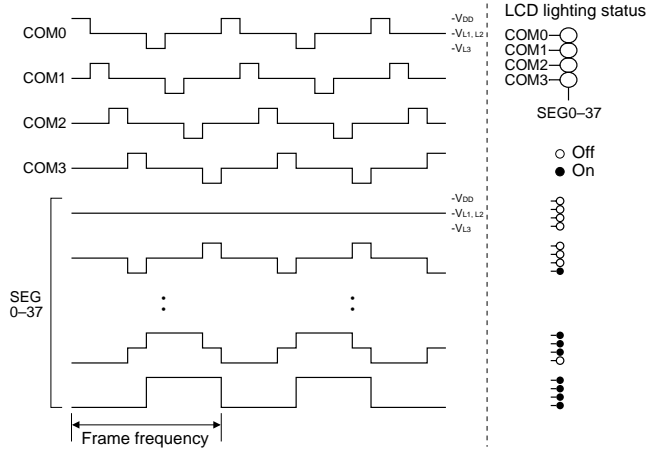 LCD lighting status
COM0
-VDD
-VL1, L2
-VL3
COM1
COM2
COM3
COM0
COM1
COM2
COM3
SEG0–37
Off
On
-VDD
-VL1, L2
-VL3
SEG
0–37
:
:
Frame frequency